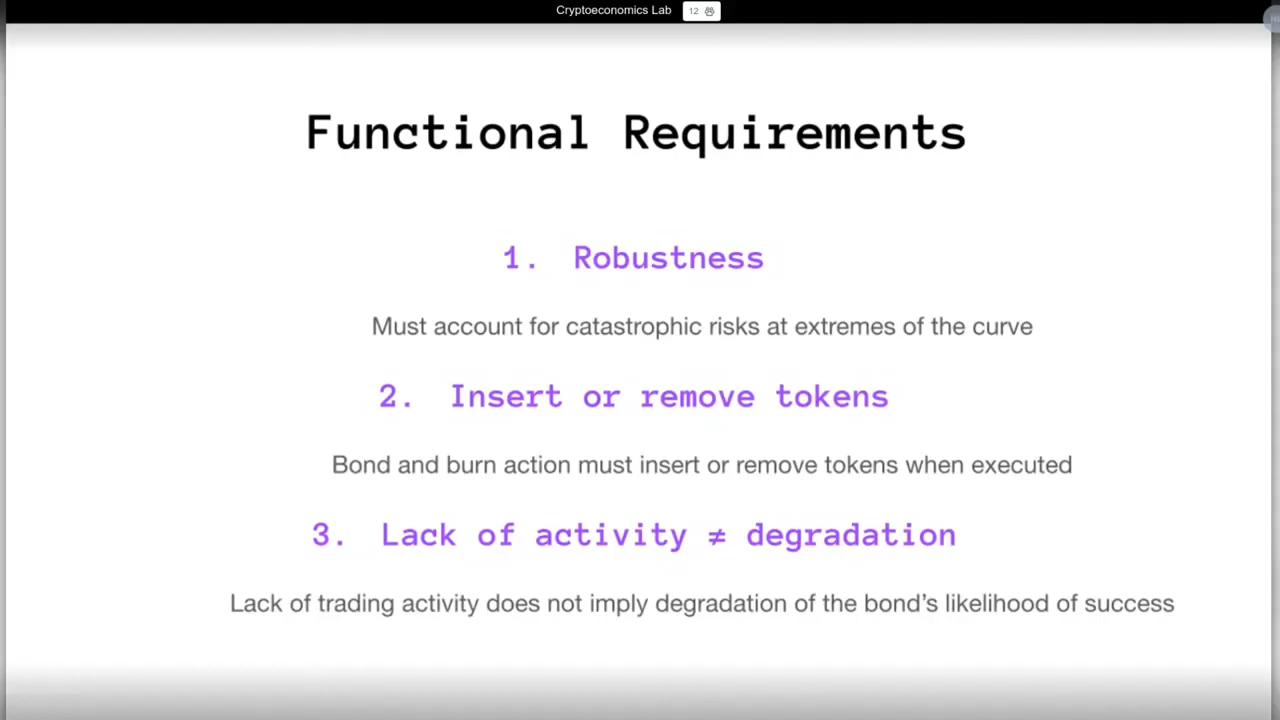 Cryptoeconomics Lab 12
Functional Requirements
1. Robustness
Must account for catastrophic risks at extremes of the curve
2. Insert or remove tokens
Bond and burn action must insert or remove tokens when executed
3. Lack of activity ≠ degradation
Lack of trading activity does not imply degradation of the bond's likelihood of success